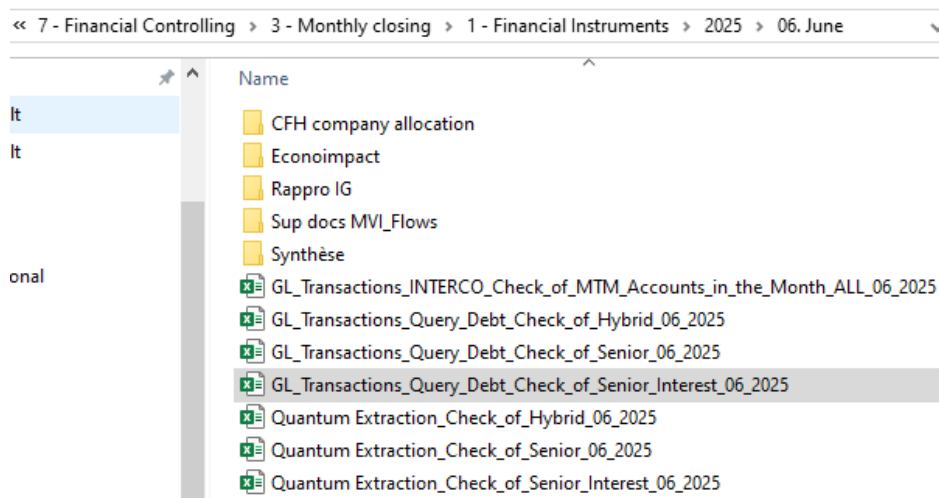 « 7 - Financial Controlling > 3 - Monthly closing > 1 - Financial Instruments > 2025 > 06. June
Name
lt
CFH company allocation
lt
Econoimpact
Rappro IG
Sup docs MVI_Flows
Synthèse
onal
GL_Transactions_INTERCO_Check_of_MTM_Accounts_in_the_Month_ALL_06_2025
GL_Transactions_Query_Debt_Check_of_Hybrid_06_2025
GL_Transactions_Query_Debt_Check_of_Senior_06_2025
GL_Transactions_Query_Debt_Check_of_Senior_Interest_06_2025
Quantum Extraction_Check_of_Hybrid_06_2025
Quantum Extraction_Check_of_Senior_06_2025
Quantum Extraction_Check_of_Senior_Interest_06_2025